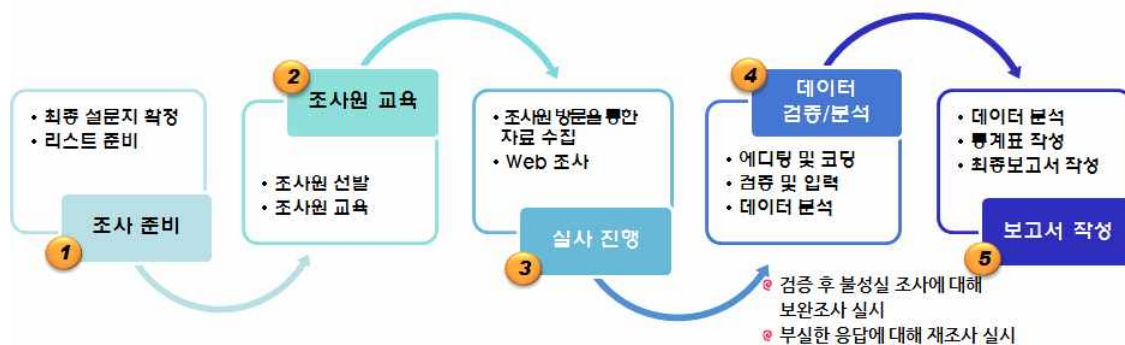 • 최종 설문지 확정
• 리스트 준비
조사 준비
1
2
조사원 교육
• 조사원 선발
• 조사원 교육
• 조사원 방문을 통한
자료 수집
• Web 조사
실사 진행
3
4
데이터
검증/분석
• 에디팅 및 코딩
• 검증 및 입력
• 데이터 분석
검증 후 불성실 조사에 대해
보완조사 실시
부실한 응답에 대해 재조사 실시
• 데이터 분석
• 통계표 작성
• 최종보고서 작성
보고서 작성
5